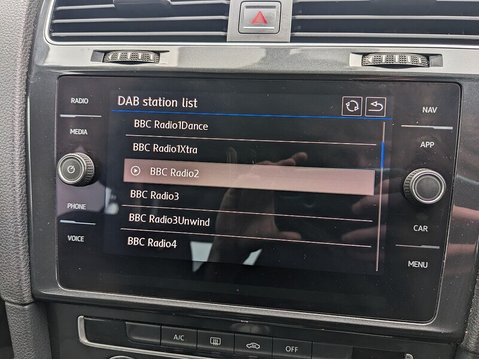 RADIO
MEDIA
PHONE
VOICE
DAB station list
BBC Radio1Dance
BBC Radio1Xtra
BBC Radio2
BBC Radio3
BBC Radio3Unwind
BBC Radio4
NAV
APP
CAR
MENU
A/C
OFF